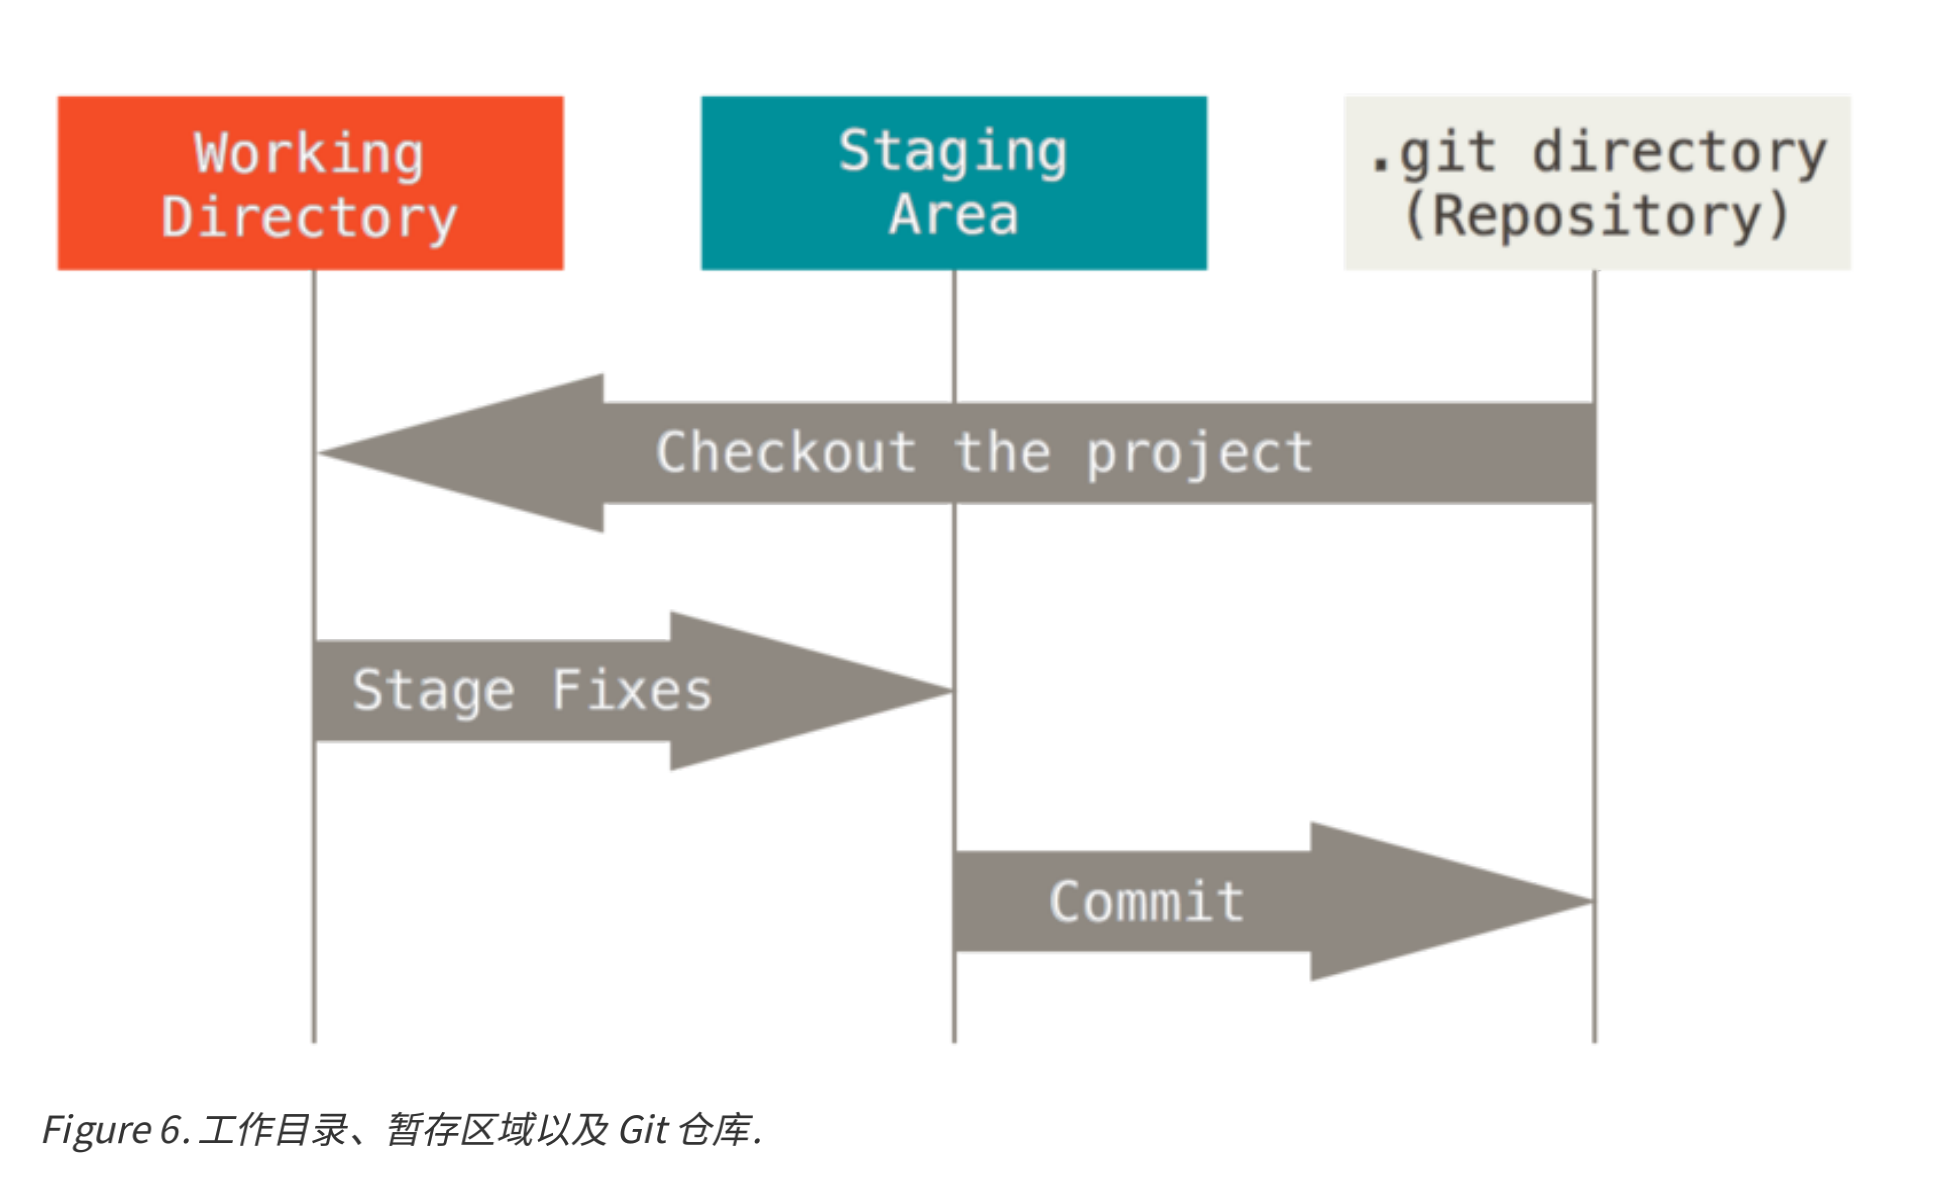 Working
Directory
Staging
Area
.git directory
(Repository)
Checkout the project
Stage Fixes
Commit
Figure 6. 工作目录、暂存区域以及 Git 仓库.